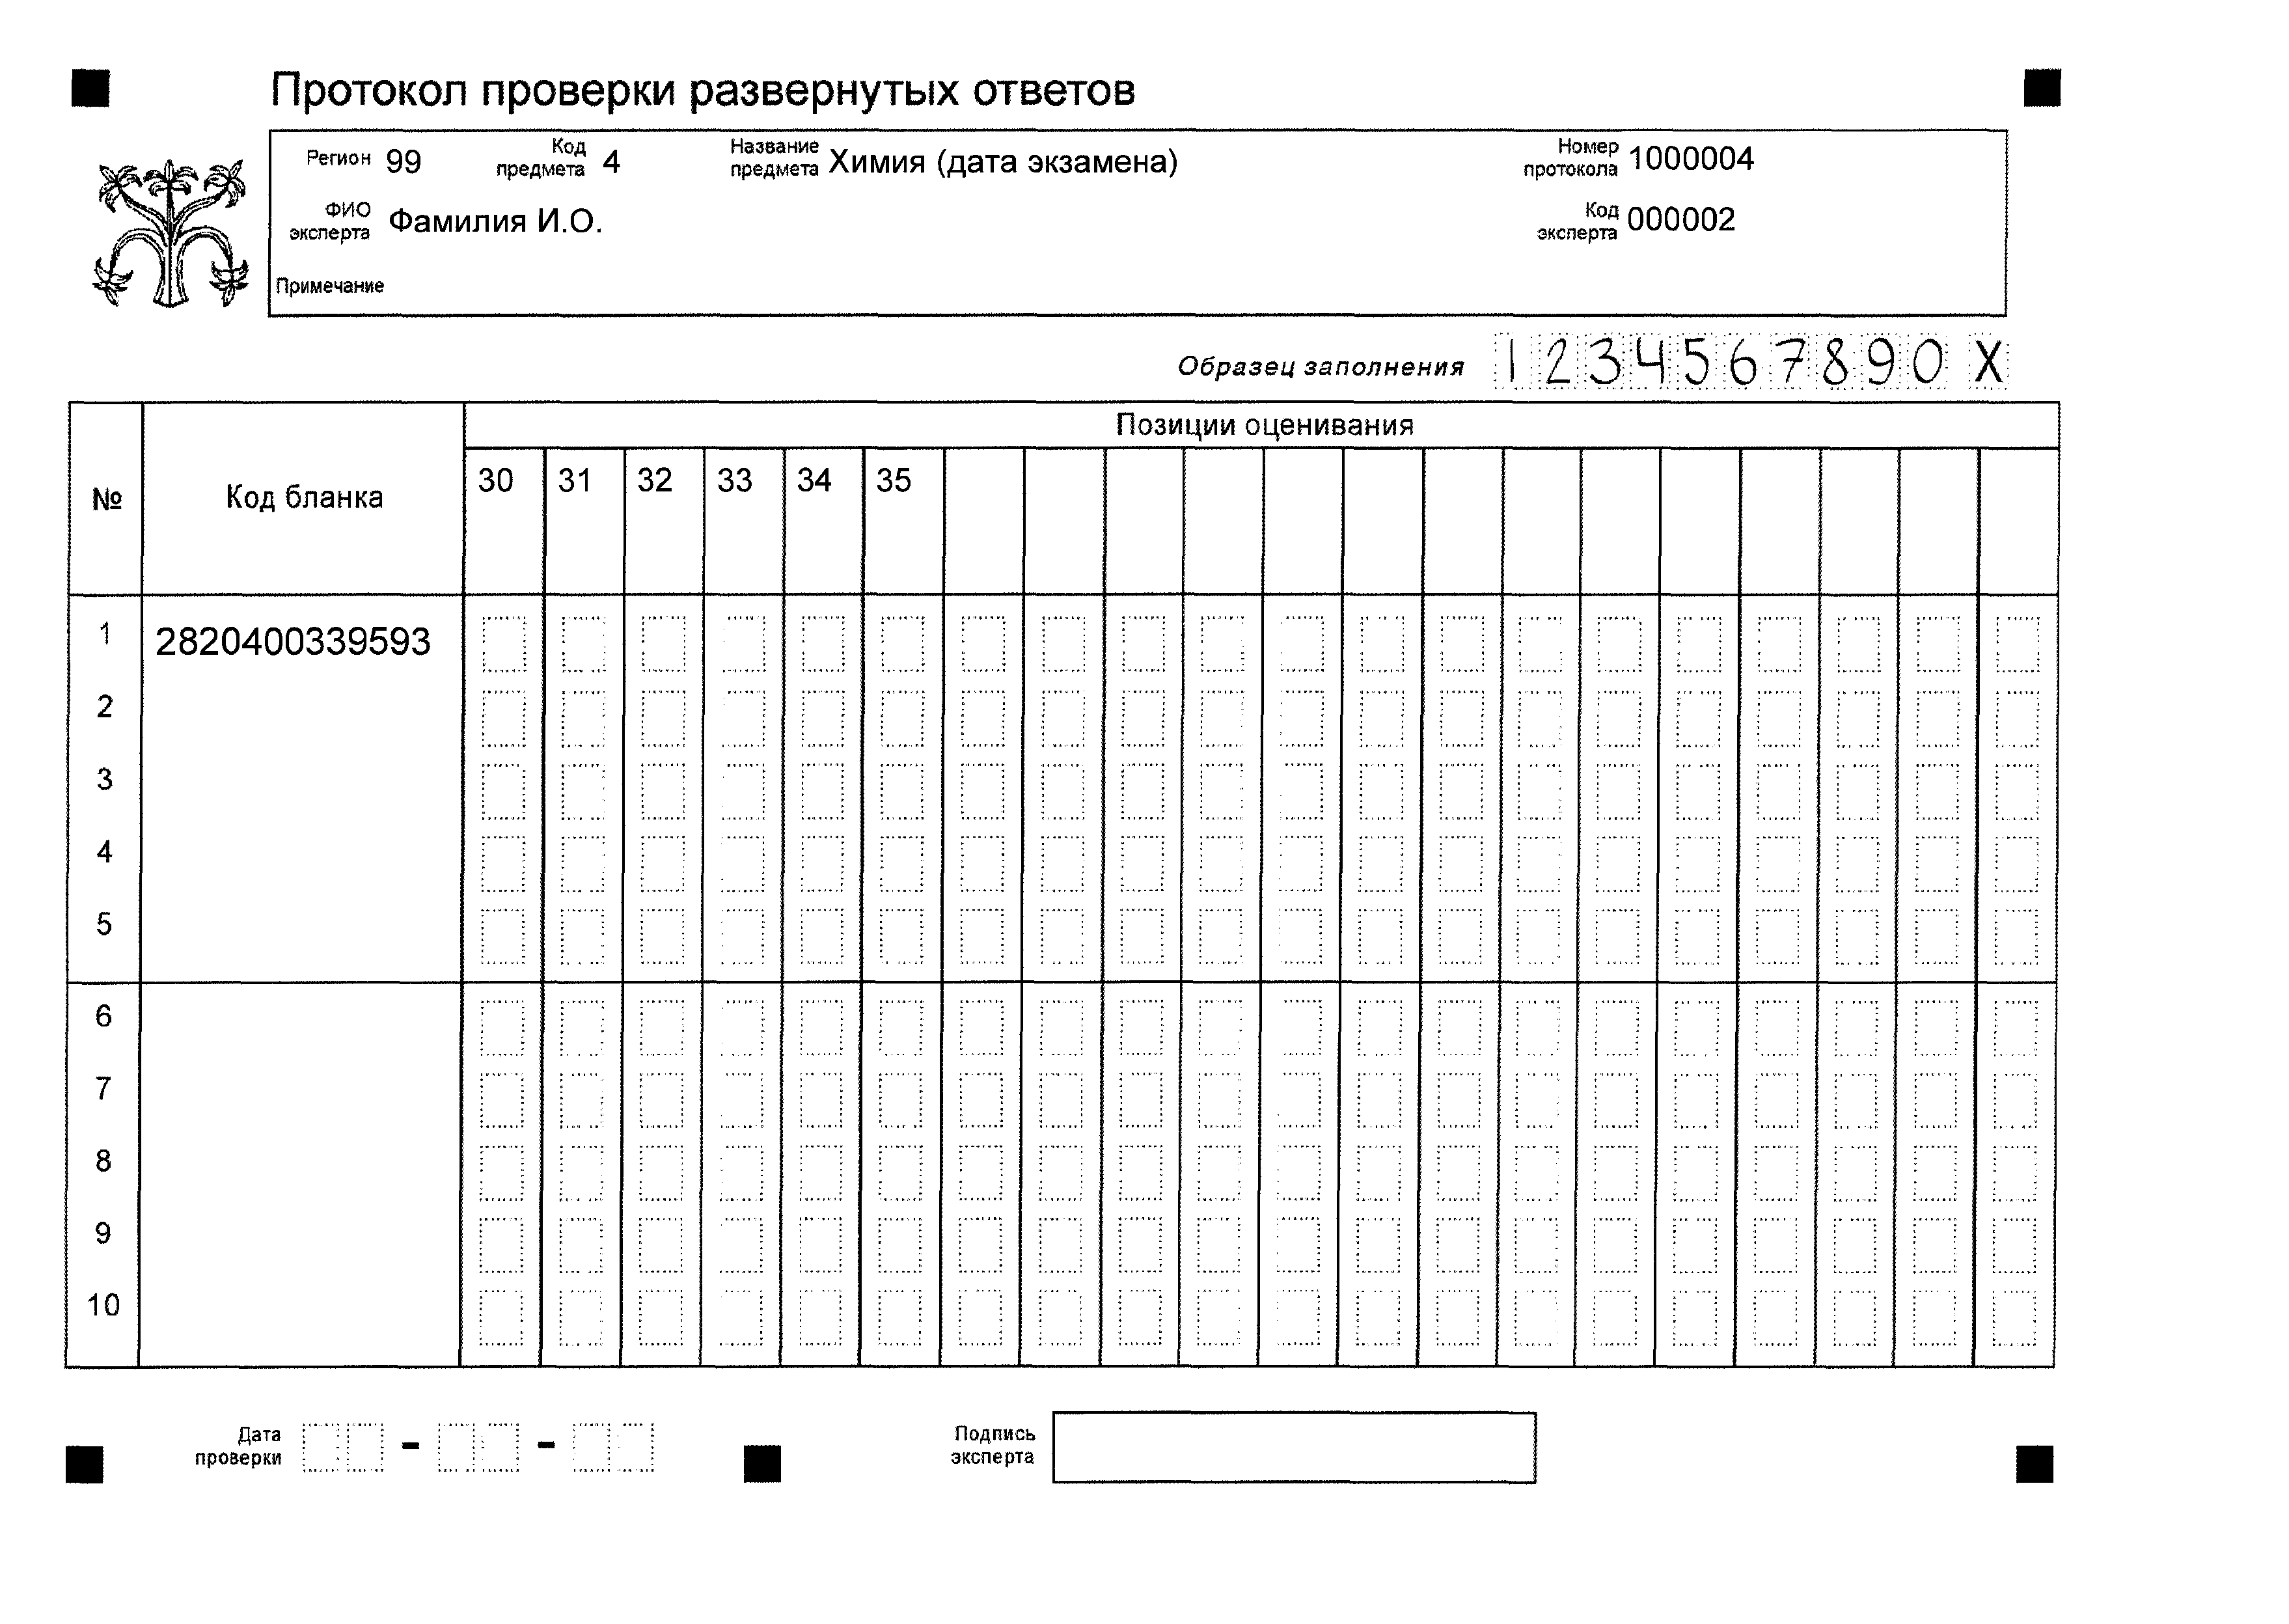 Протокол проверки развернутых ответов
Регион 99 Код предмета 4 Название предмета Химия (дата экзамена) Номер протокола 1000004
ФИО эксперта Фамилия И.О. Код эксперта 000002
Примечание
Образец заполнения 1 2 3 4 5 6 7 8 9 0 X
№ Код бланка Позиции оценивания
30 31 32 33 34 35
1 2820400339593
2
3
4
5
6
7
8
9
10
Дата проверки - - Подпись эксперта